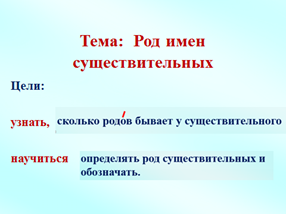 Тема: Род имен
существительных
Цели:
узнать, сколько родов бывает у существительного
научиться определять род существительных и
обозначать.